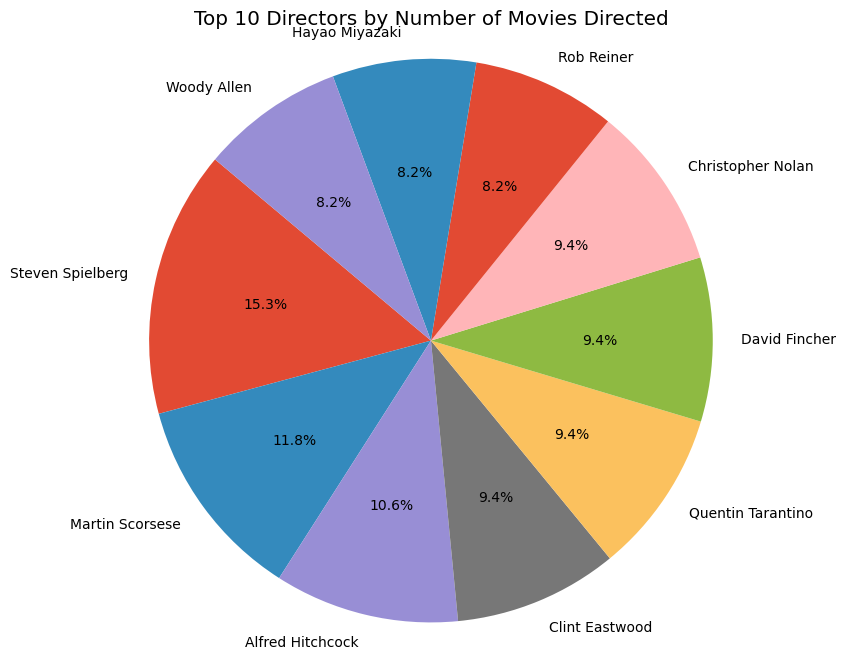 Top 10 Directors by Number of Movies Directed
Hayao Miyazaki
Rob Reiner
Woody Allen
Christopher Nolan
8.2%
8.2%
8.2%
9.4%
Steven Spielberg
15.3%
9.4%
David Fincher
11.8%
9.4%
10.6%
9.4%
Quentin Tarantino
Martin Scorsese
Clint Eastwood
Alfred Hitchcock